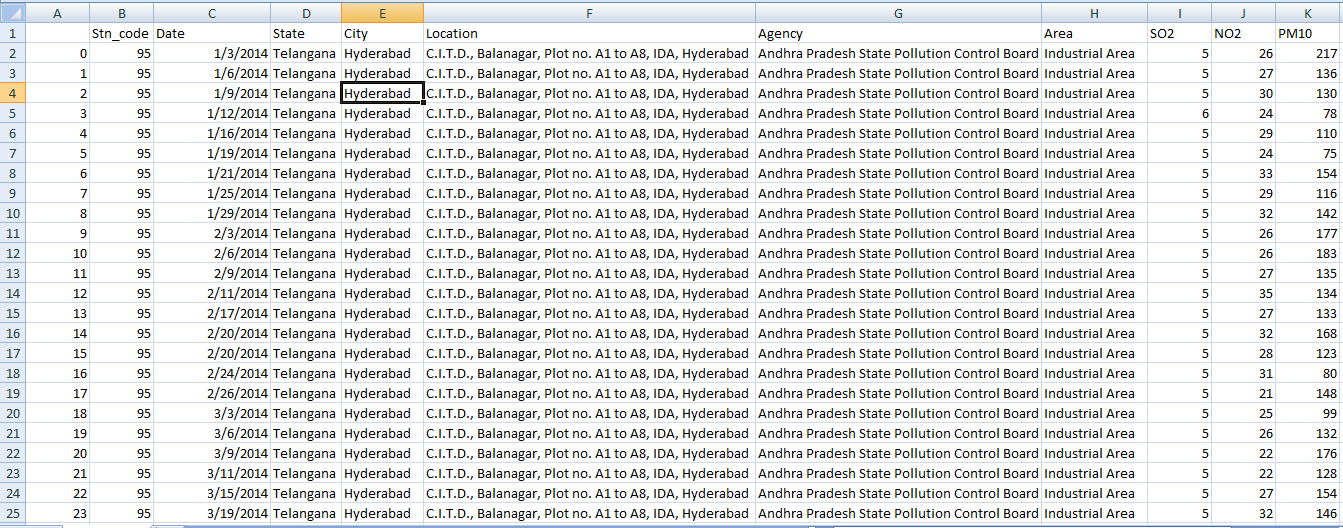 A B C D E F G H I J K
1 Stn_code Date State City Location Agency Area SO2 NO2 PM10
2 0 95 1/3/2014 Telangana Hyderabad C.I.T.D., Balanagar, Plot no. A1 to A8, IDA, Hyderabad Andhra Pradesh State Pollution Control Board Industrial Area 5 26 217
3 1 95 1/6/2014 Telangana Hyderabad C.I.T.D., Balanagar, Plot no. A1 to A8, IDA, Hyderabad Andhra Pradesh State Pollution Control Board Industrial Area 5 27 136
4 2 95 1/9/2014 Telangana Hyderabad C.I.T.D., Balanagar, Plot no. A1 to A8, IDA, Hyderabad Andhra Pradesh State Pollution Control Board Industrial Area 5 30 130
5 3 95 1/12/2014 Telangana Hyderabad C.I.T.D., Balanagar, Plot no. A1 to A8, IDA, Hyderabad Andhra Pradesh State Pollution Control Board Industrial Area 6 24 78
6 4 95 1/16/2014 Telangana Hyderabad C.I.T.D., Balanagar, Plot no. A1 to A8, IDA, Hyderabad Andhra Pradesh State Pollution Control Board Industrial Area 5 29 110
7 5 95 1/19/2014 Telangana Hyderabad C.I.T.D., Balanagar, Plot no. A1 to A8, IDA, Hyderabad Andhra Pradesh State Pollution Control Board Industrial Area 5 24 75
8 6 95 1/21/2014 Telangana Hyderabad C.I.T.D., Balanagar, Plot no. A1 to A8, IDA, Hyderabad Andhra Pradesh State Pollution Control Board Industrial Area 5 33 154
9 7 95 1/25/2014 Telangana Hyderabad C.I.T.D., Balanagar, Plot no. A1 to A8, IDA, Hyderabad Andhra Pradesh State Pollution Control Board Industrial Area 5 29 116
10 8 95 1/29/2014 Telangana Hyderabad C.I.T.D., Balanagar, Plot no. A1 to A8, IDA, Hyderabad Andhra Pradesh State Pollution Control Board Industrial Area 5 32 142
11 9 95 2/3/2014 Telangana Hyderabad C.I.T.D., Balanagar, Plot no. A1 to A8, IDA, Hyderabad Andhra Pradesh State Pollution Control Board Industrial Area 5 26 177
12 10 95 2/6/2014 Telangana Hyderabad C.I.T.D., Balanagar, Plot no. A1 to A8, IDA, Hyderabad Andhra Pradesh State Pollution Control Board Industrial Area 5 26 183
13 11 95 2/9/2014 Telangana Hyderabad C.I.T.D., Balanagar, Plot no. A1 to A8, IDA, Hyderabad Andhra Pradesh State Pollution Control Board Industrial Area 5 27 135
14 12 95 2/11/2014 Telangana Hyderabad C.I.T.D., Balanagar, Plot no. A1 to A8, IDA, Hyderabad Andhra Pradesh State Pollution Control Board Industrial Area 5 35 134
15 13 95 2/17/2014 Telangana Hyderabad C.I.T.D., Balanagar, Plot no. A1 to A8, IDA, Hyderabad Andhra Pradesh State Pollution Control Board Industrial Area 5 27 133
16 14 95 2/20/2014 Telangana Hyderabad C.I.T.D., Balanagar, Plot no. A1 to A8, IDA, Hyderabad Andhra Pradesh State Pollution Control Board Industrial Area 5 32 168
17 15 95 2/20/2014 Telangana Hyderabad C.I.T.D., Balanagar, Plot no. A1 to A8, IDA, Hyderabad Andhra Pradesh State Pollution Control Board Industrial Area 5 28 123
18 16 95 2/24/2014 Telangana Hyderabad C.I.T.D., Balanagar, Plot no. A1 to A8, IDA, Hyderabad Andhra Pradesh State Pollution Control Board Industrial Area 5 31 80
19 17 95 2/26/2014 Telangana Hyderabad C.I.T.D., Balanagar, Plot no. A1 to A8, IDA, Hyderabad Andhra Pradesh State Pollution Control Board Industrial Area 5 21 148
20 18 95 3/3/2014 Telangana Hyderabad C.I.T.D., Balanagar, Plot no. A1 to A8, IDA, Hyderabad Andhra Pradesh State Pollution Control Board Industrial Area 5 25 99
21 19 95 3/6/2014 Telangana Hyderabad C.I.T.D., Balanagar, Plot no. A1 to A8, IDA, Hyderabad Andhra Pradesh State Pollution Control Board Industrial Area 5 26 132
22 20 95 3/9/2014 Telangana Hyderabad C.I.T.D., Balanagar, Plot no. A1 to A8, IDA, Hyderabad Andhra Pradesh State Pollution Control Board Industrial Area 5 22 176
23 21 95 3/11/2014 Telangana Hyderabad C.I.T.D., Balanagar, Plot no. A1 to A8, IDA, Hyderabad Andhra Pradesh State Pollution Control Board Industrial Area 5 22 128
24 22 95 3/15/2014 Telangana Hyderabad C.I.T.D., Balanagar, Plot no. A1 to A8, IDA, Hyderabad Andhra Pradesh State Pollution Control Board Industrial Area 5 27 154
25 23 95 3/19/2014 Telangana Hyderabad C.I.T.D., Balanagar, Plot no. A1 to A8, IDA, Hyderabad Andhra Pradesh State Pollution Control Board Industrial Area 5 32 146